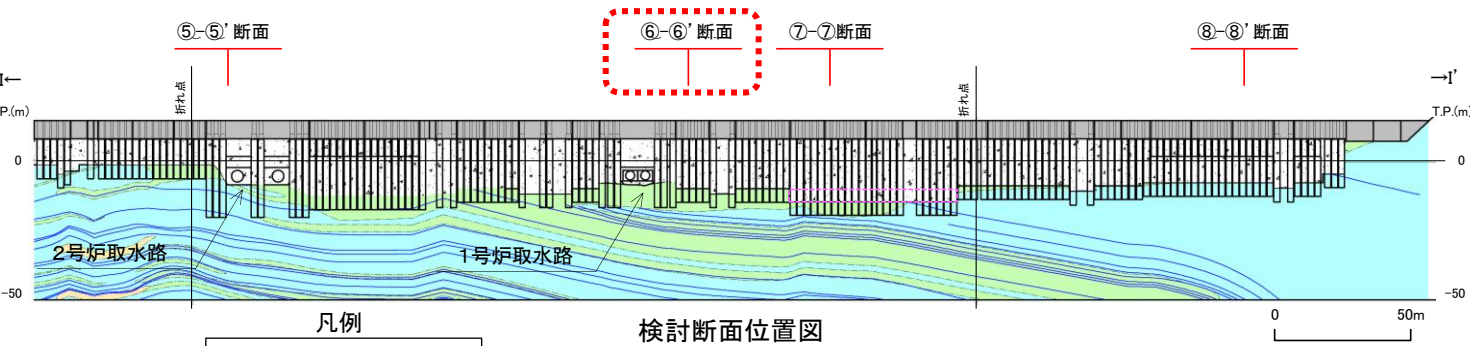 ⑤-⑤’断面
⑥-⑥’断面
⑦-⑦断面
⑧-⑧’断面
I←
→I’
P.(m)
折れ点
折れ点
T.P.(m)
0
0
2号炉取水路
1号炉取水路
-50
-50
凡例
検討断面位置図
0
50m